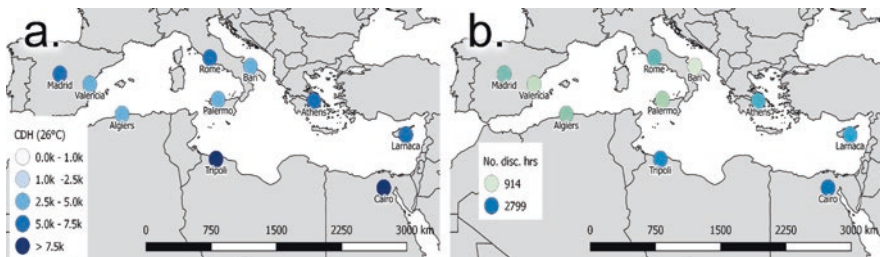 a.
Rome
Bari
Madrid
Valencia
Palermo
Athens
Algiers
Larnaca
Tripoli
Cairo
CDH (26°C)
0.0k - 1.0k
1.0k -2.5k
2.5k - 5.0k
5.0k - 7.5k
> 7.5k
0 750 1500 2250 3000 km
b.
Rome
Bari
Madrid
Valencia
Palermo
Athens
Algiers
Larnaca
Tripoli
Cairo
No. disc. hrs
914
2799
0 750 1500 2250 3000 km